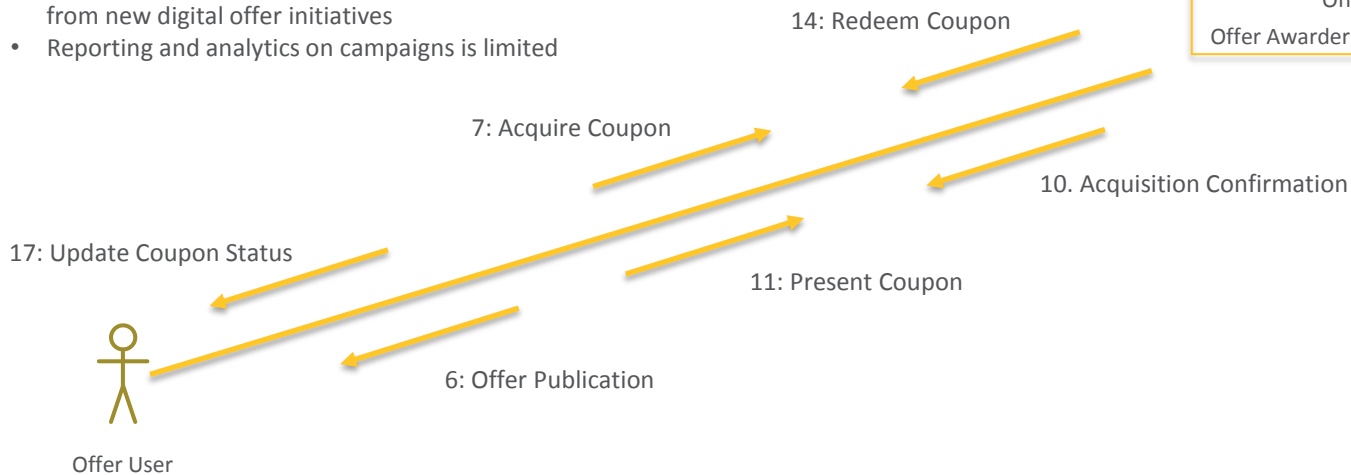 from new digital offer initiatives
• Reporting and analytics on campaigns is limited
14: Redeem Coupon
Offer Awarder
7: Acquire Coupon
10. Acquisition Confirmation
17: Update Coupon Status
11: Present Coupon
6: Offer Publication
Offer User